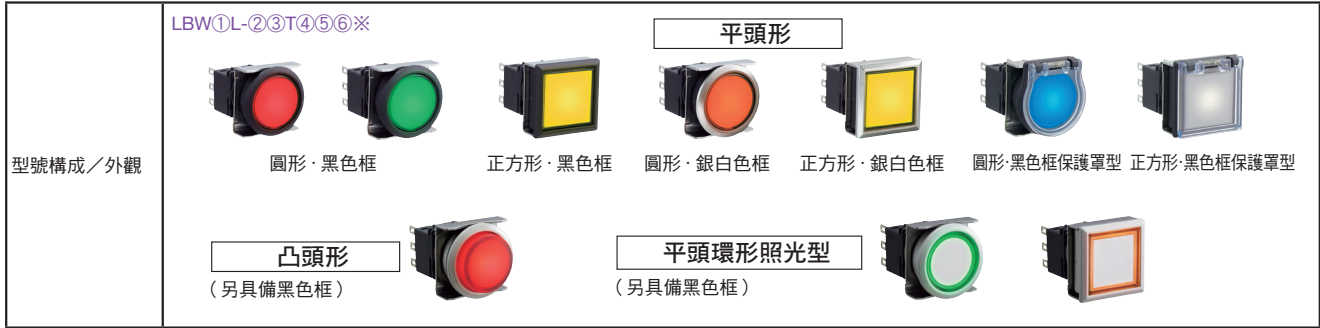 LBW①L-②③T④⑤⑥※
平頭形
型號構成／外觀
圓形・黑色框
正方形・黑色框
圓形・銀白色框
正方形・銀白色框
圓形・黑色框保護罩型
正方形・黑色框保護罩型
凸頭形
（另具備黑色框）
平頭環形照光型
（另具備黑色框）